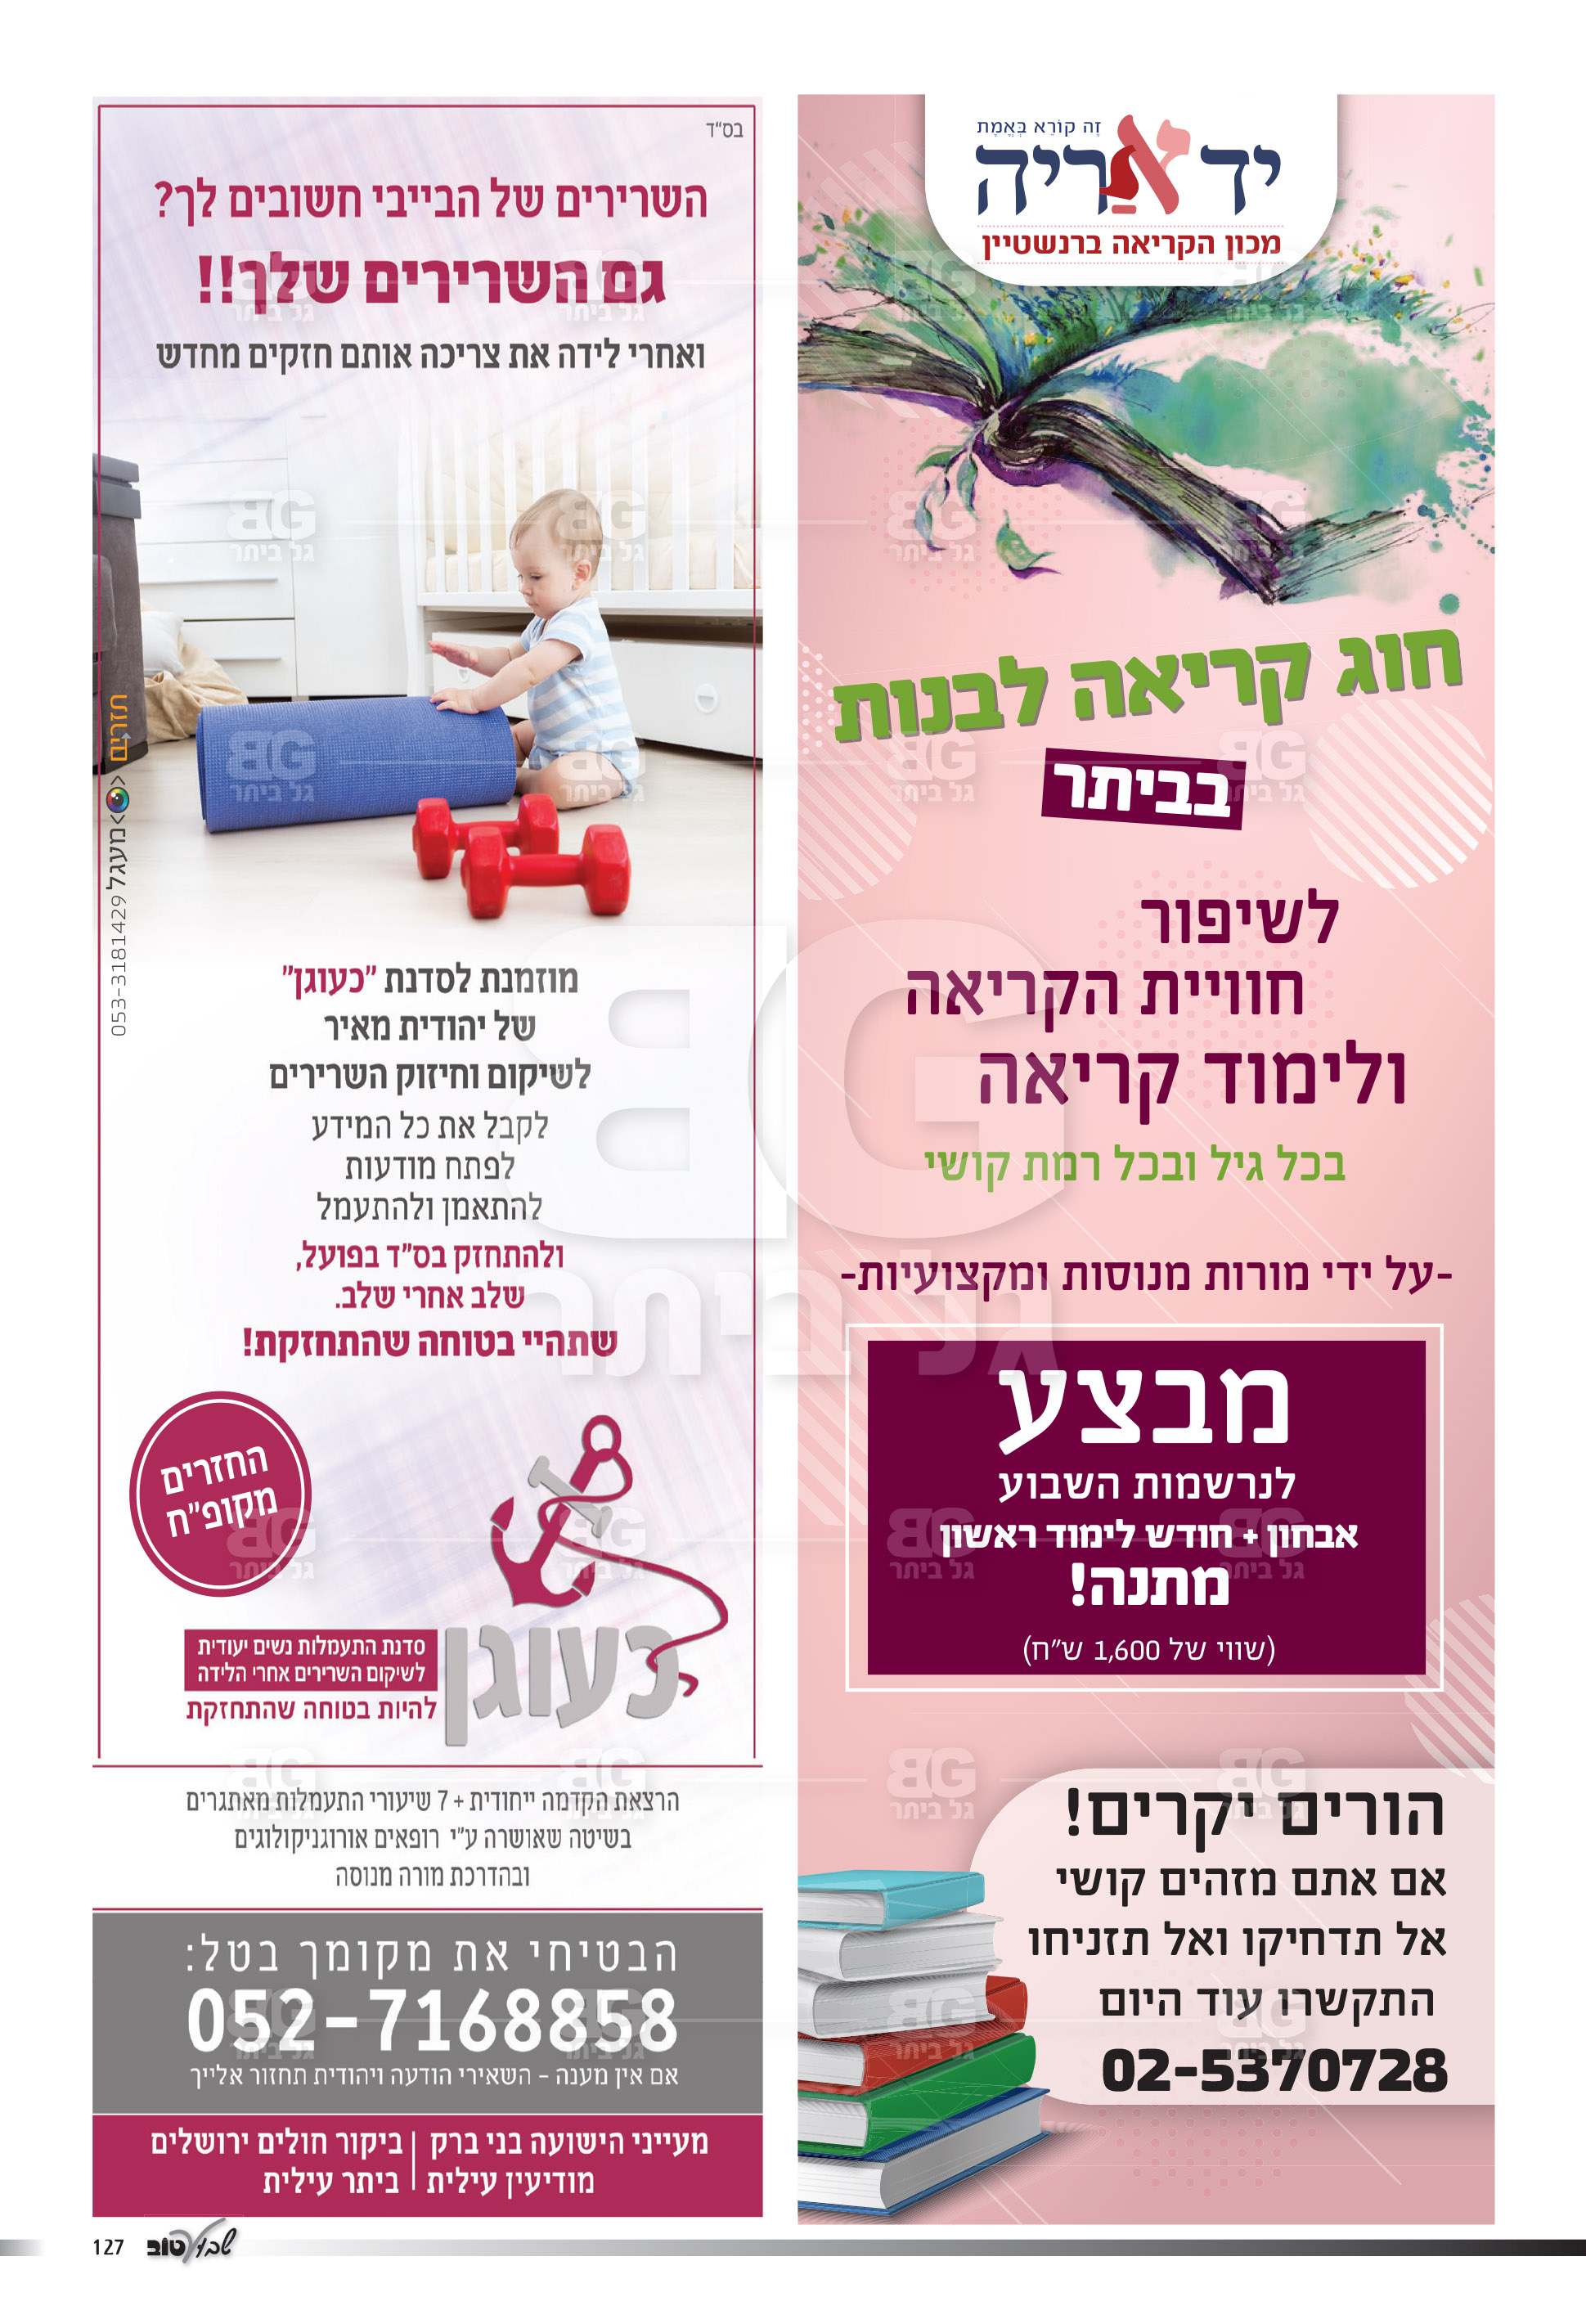 זֶה קוֹרֵא בְּאֱמֶת
יד אריה
מכון הקריאה ברנשטיין
חוג קריאה לבנות
בביתר
לשיפור
חוויית הקריאה
ולימוד קריאה
בכל גיל ובכל רמת קושי
-על ידי מורות מנוסות ומקצועיות-
מבצע
לנרשמות השבוע
אבחון + חודש לימוד ראשון
מתנה!
(שווי של 1,600 ש"ח)
הורים יקרים!
אם אתם מזהים קושי
אל תדחיקו ואל תזניחו
התקשרו עוד היום
02-5370728
בס"ד
השרירים של הבייבי חשובים לך?
גם השרירים שלך!!
ואחרי לידה את צריכה אותם חזקים מחדש
מעגל <> תזרים 053-3181429
מוזמנת לסדנת "כעוגן"
של יהודית מאיר
לשיקום וחיזוק השרירים
לקבל את כל המידע
לפתח מודעות
להתאמן ולהתעמל
ולהתחזק בס"ד בפועל,
שלב אחרי שלב.
שתהיי בטוחה שהתחזקת!
החזרים
מקופ"ח
כעוגן
סדנת התעמלות נשים יעודית
לשיקום השרירים אחרי הלידה
להיות בטוחה שהתחזקת
הרצאת הקדמה ייחודית + 7 שיעורי התעמלות מאתגרים
בשיטה שאושרה ע"י רופאים אורוגניקולוגים
ובהדרכת מורה מנוסה
הבטיחי את מקומך בטל:
052-7168858
אם אין מענה - השאירי הודעה ויהודית תחזור אלייך
מעייני הישועה בני ברק | ביקור חולים ירושלים
מודיעין עילית | ביתר עילית
BG
גל ביתר
127 שבוע טוב